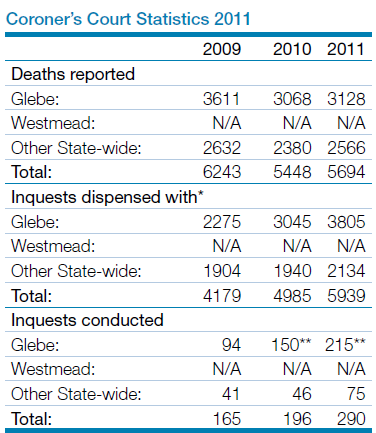 Coroner's Court Statistics 2011
2009 2010 2011
Deaths reported
Glebe: 3611 3068 3128
Westmead: N/A N/A N/A
Other State-wide: 2632 2380 2566
Total: 6243 5448 5694
Inquests dispensed with*
Glebe: 2275 3045 3805
Westmead: N/A N/A N/A
Other State-wide: 1904 1940 2134
Total: 4179 4985 5939
Inquests conducted
Glebe: 94 150** 215**
Westmead: N/A N/A N/A
Other State-wide: 41 46 75
Total: 165 196 290